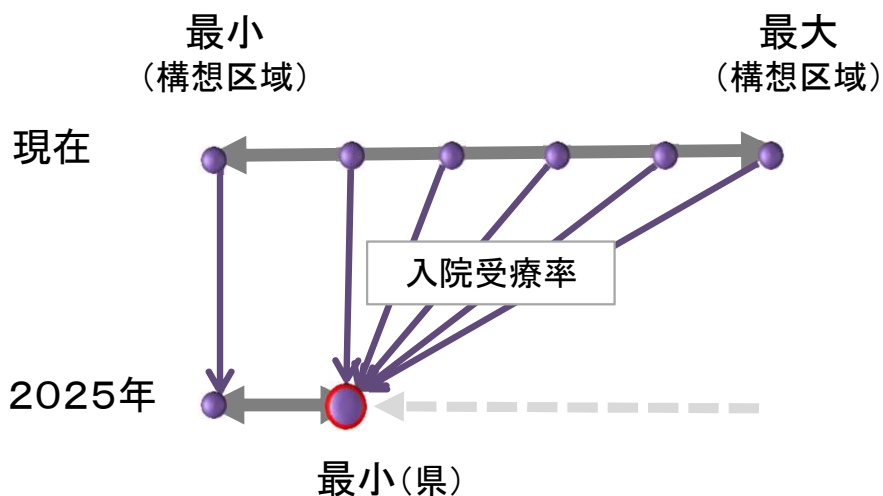 最小
（構想区域）
最大
（構想区域）
現在
入院受療率
２０２５年
最小（県）